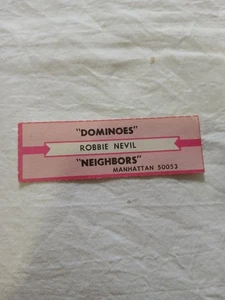 "DOMINOES"
ROBBIE NEVIL
"NEIGHBORS"
MANHATTAN 50053